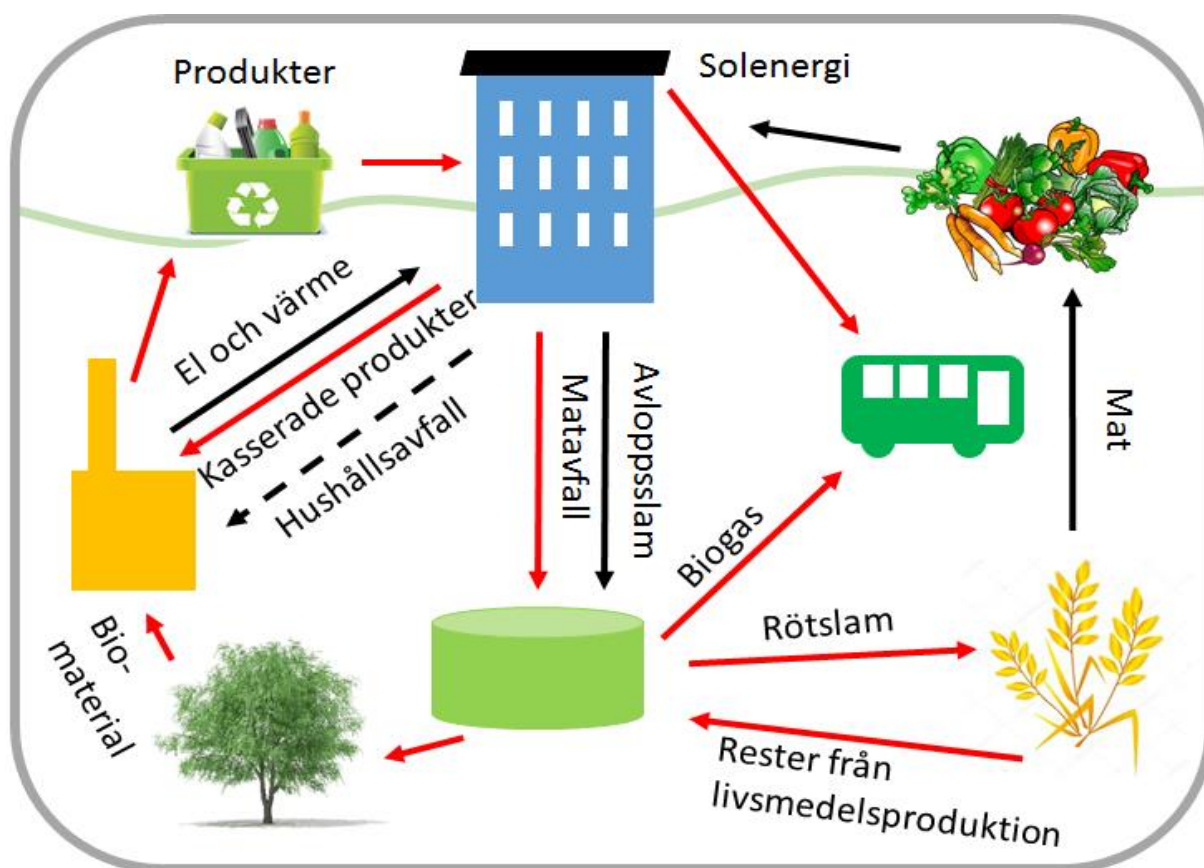 Produkter
Solenergi
El och värme
Kasserade produkter
Hushållsavfall
Matavfall
Avloppsslam
Mat
Biogas
Rötslam
Bio-
material
Rester från
livsmedelsproduktion